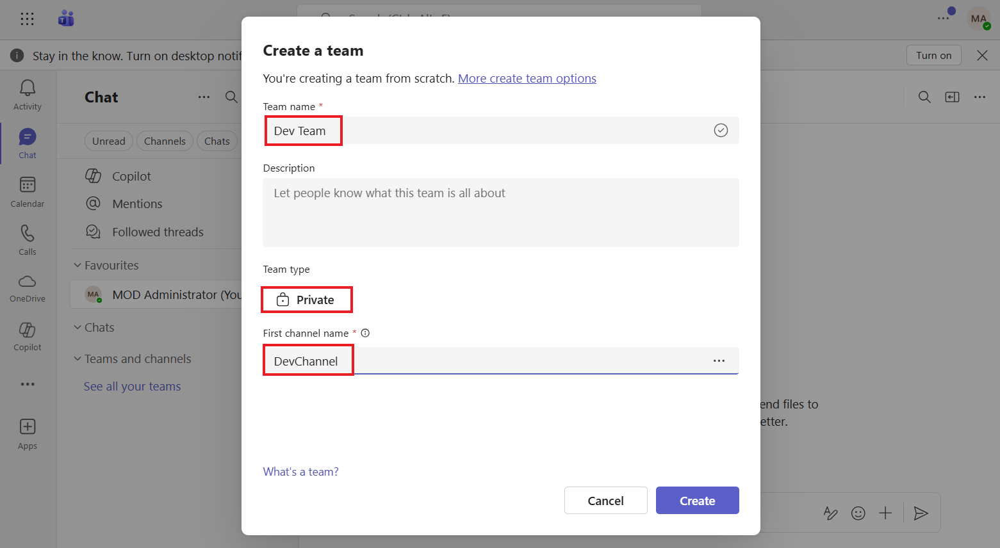 MA
Stay in the know. Turn on desktop notif
Turn on
Activity
Chat
Calendar
Calls
OneDrive
Copilot
Apps
Chat
Unread
Channels
Chats
Copilot
Mentions
Followed threads
Favourites
MA
MOD Administrator (You
Chats
Teams and channels
See all your teams
Create a team
You're creating a team from scratch. More create team options
Team name *
Dev Team
Description
Let people know what this team is all about
Team type
Private
First channel name *
DevChannel
What's a team?
Cancel
Create
end files to
etter.